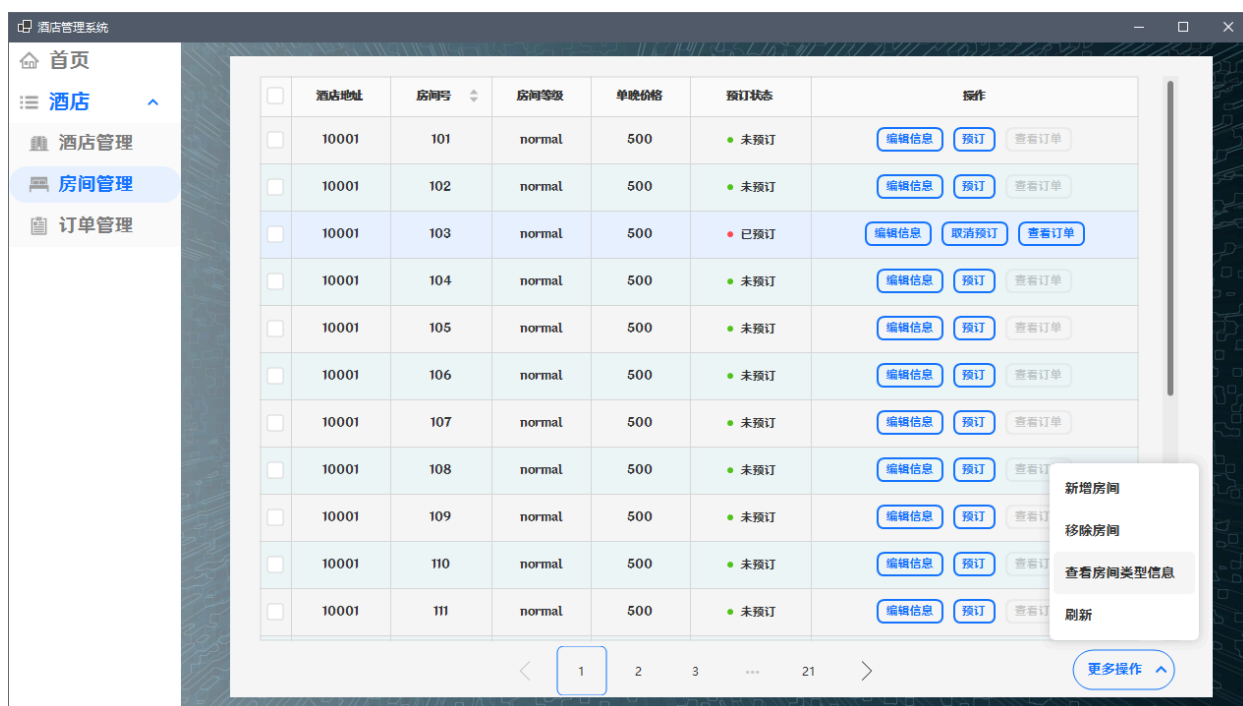 酒店管理系统
首页
酒店
酒店管理
房间管理
订单管理
酒店地址 房间号 房间等级 单晚价格 预订状态 操作
10001 101 normal 500 未预订 编辑信息 预订 查看订单
10001 102 normal 500 未预订 编辑信息 预订 查看订单
10001 103 normal 500 已预订 编辑信息 取消预订 查看订单
10001 104 normal 500 未预订 编辑信息 预订 查看订单
10001 105 normal 500 未预订 编辑信息 预订 查看订单
10001 106 normal 500 未预订 编辑信息 预订 查看订单
10001 107 normal 500 未预订 编辑信息 预订 查看订单
10001 108 normal 500 未预订 编辑信息 预订 查看订
10001 109 normal 500 未预订 编辑信息 预订 查看订
10001 110 normal 500 未预订 编辑信息 预订 查看订
10001 111 normal 500 未预订 编辑信息 预订 查看订
新增房间
移除房间
查看房间类型信息
刷新
1 2 3 ••• 21
更多操作